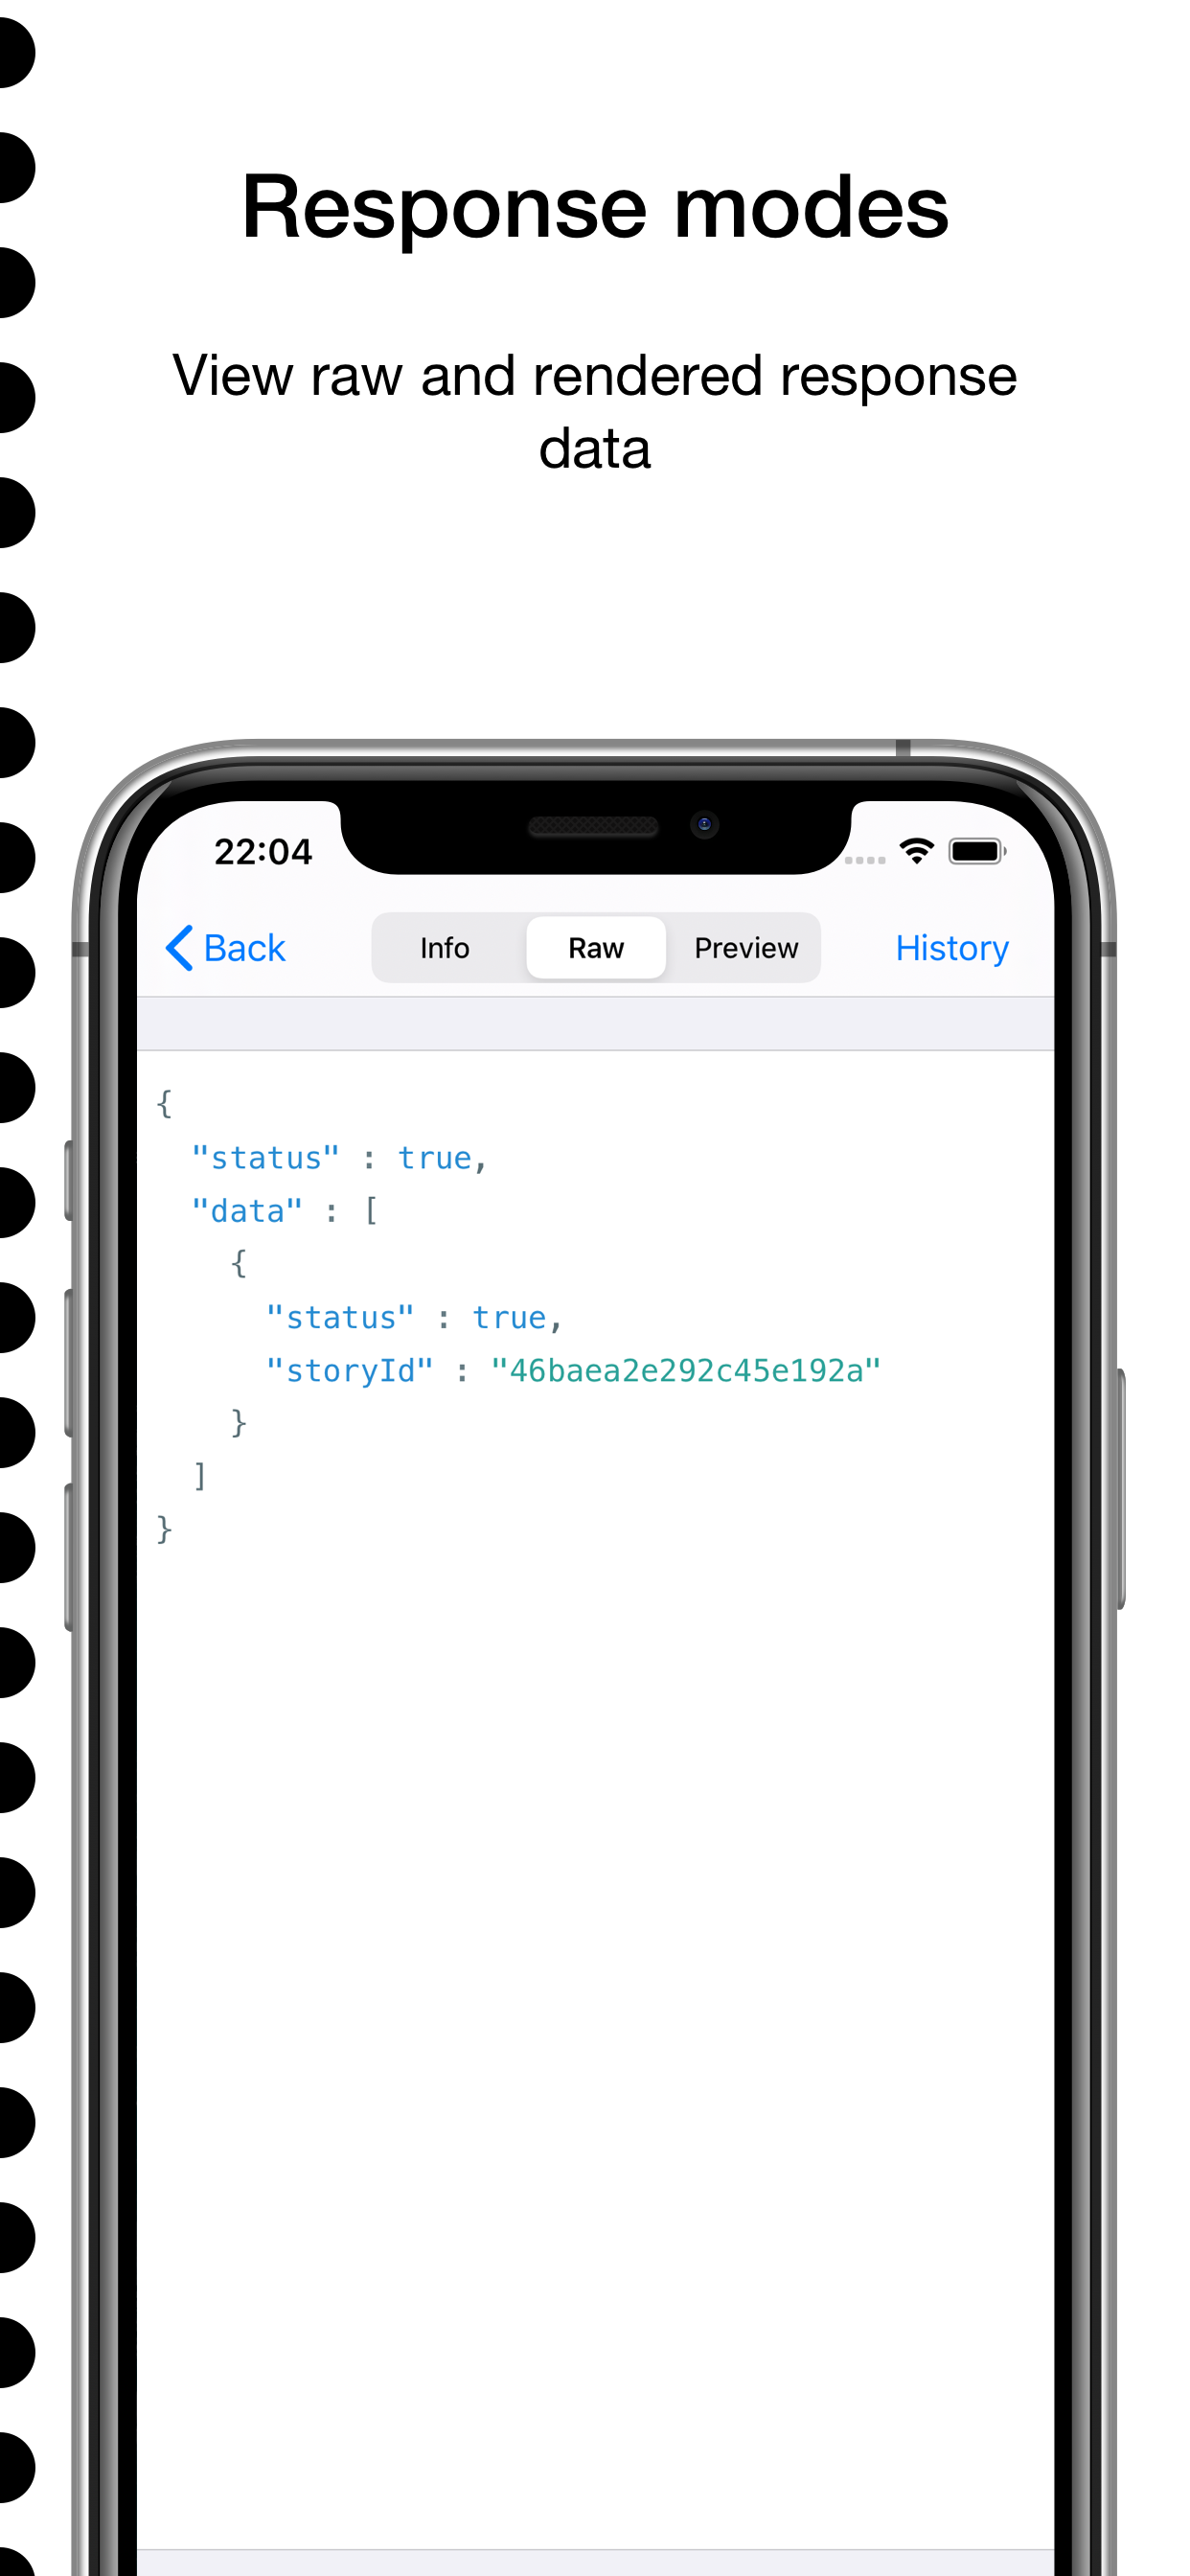 Response modes
View raw and rendered response
data
22:04
Back Info Raw Preview History
{
"status" : true,
"data" : [
{
"status" : true,
"storyId" : "46baea2e292c45e192a"
}
]
}